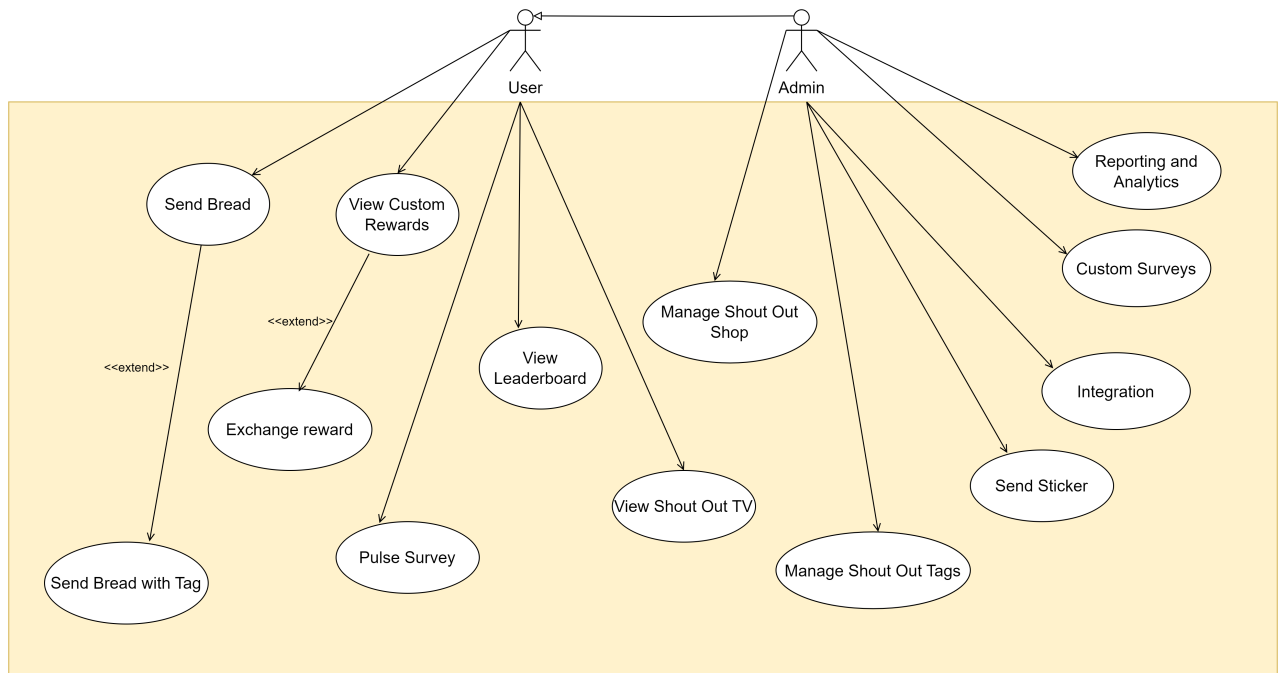 User
Admin
Reporting and
Analytics
Send Bread
View Custom
Rewards
Custom Surveys
Manage Shout Out
Shop
<<extend>>
<<extend>>
View
Leaderboard
Integration
Exchange reward
Send Sticker
View Shout Out TV
Pulse Survey
Manage Shout Out Tags
Send Bread with Tag